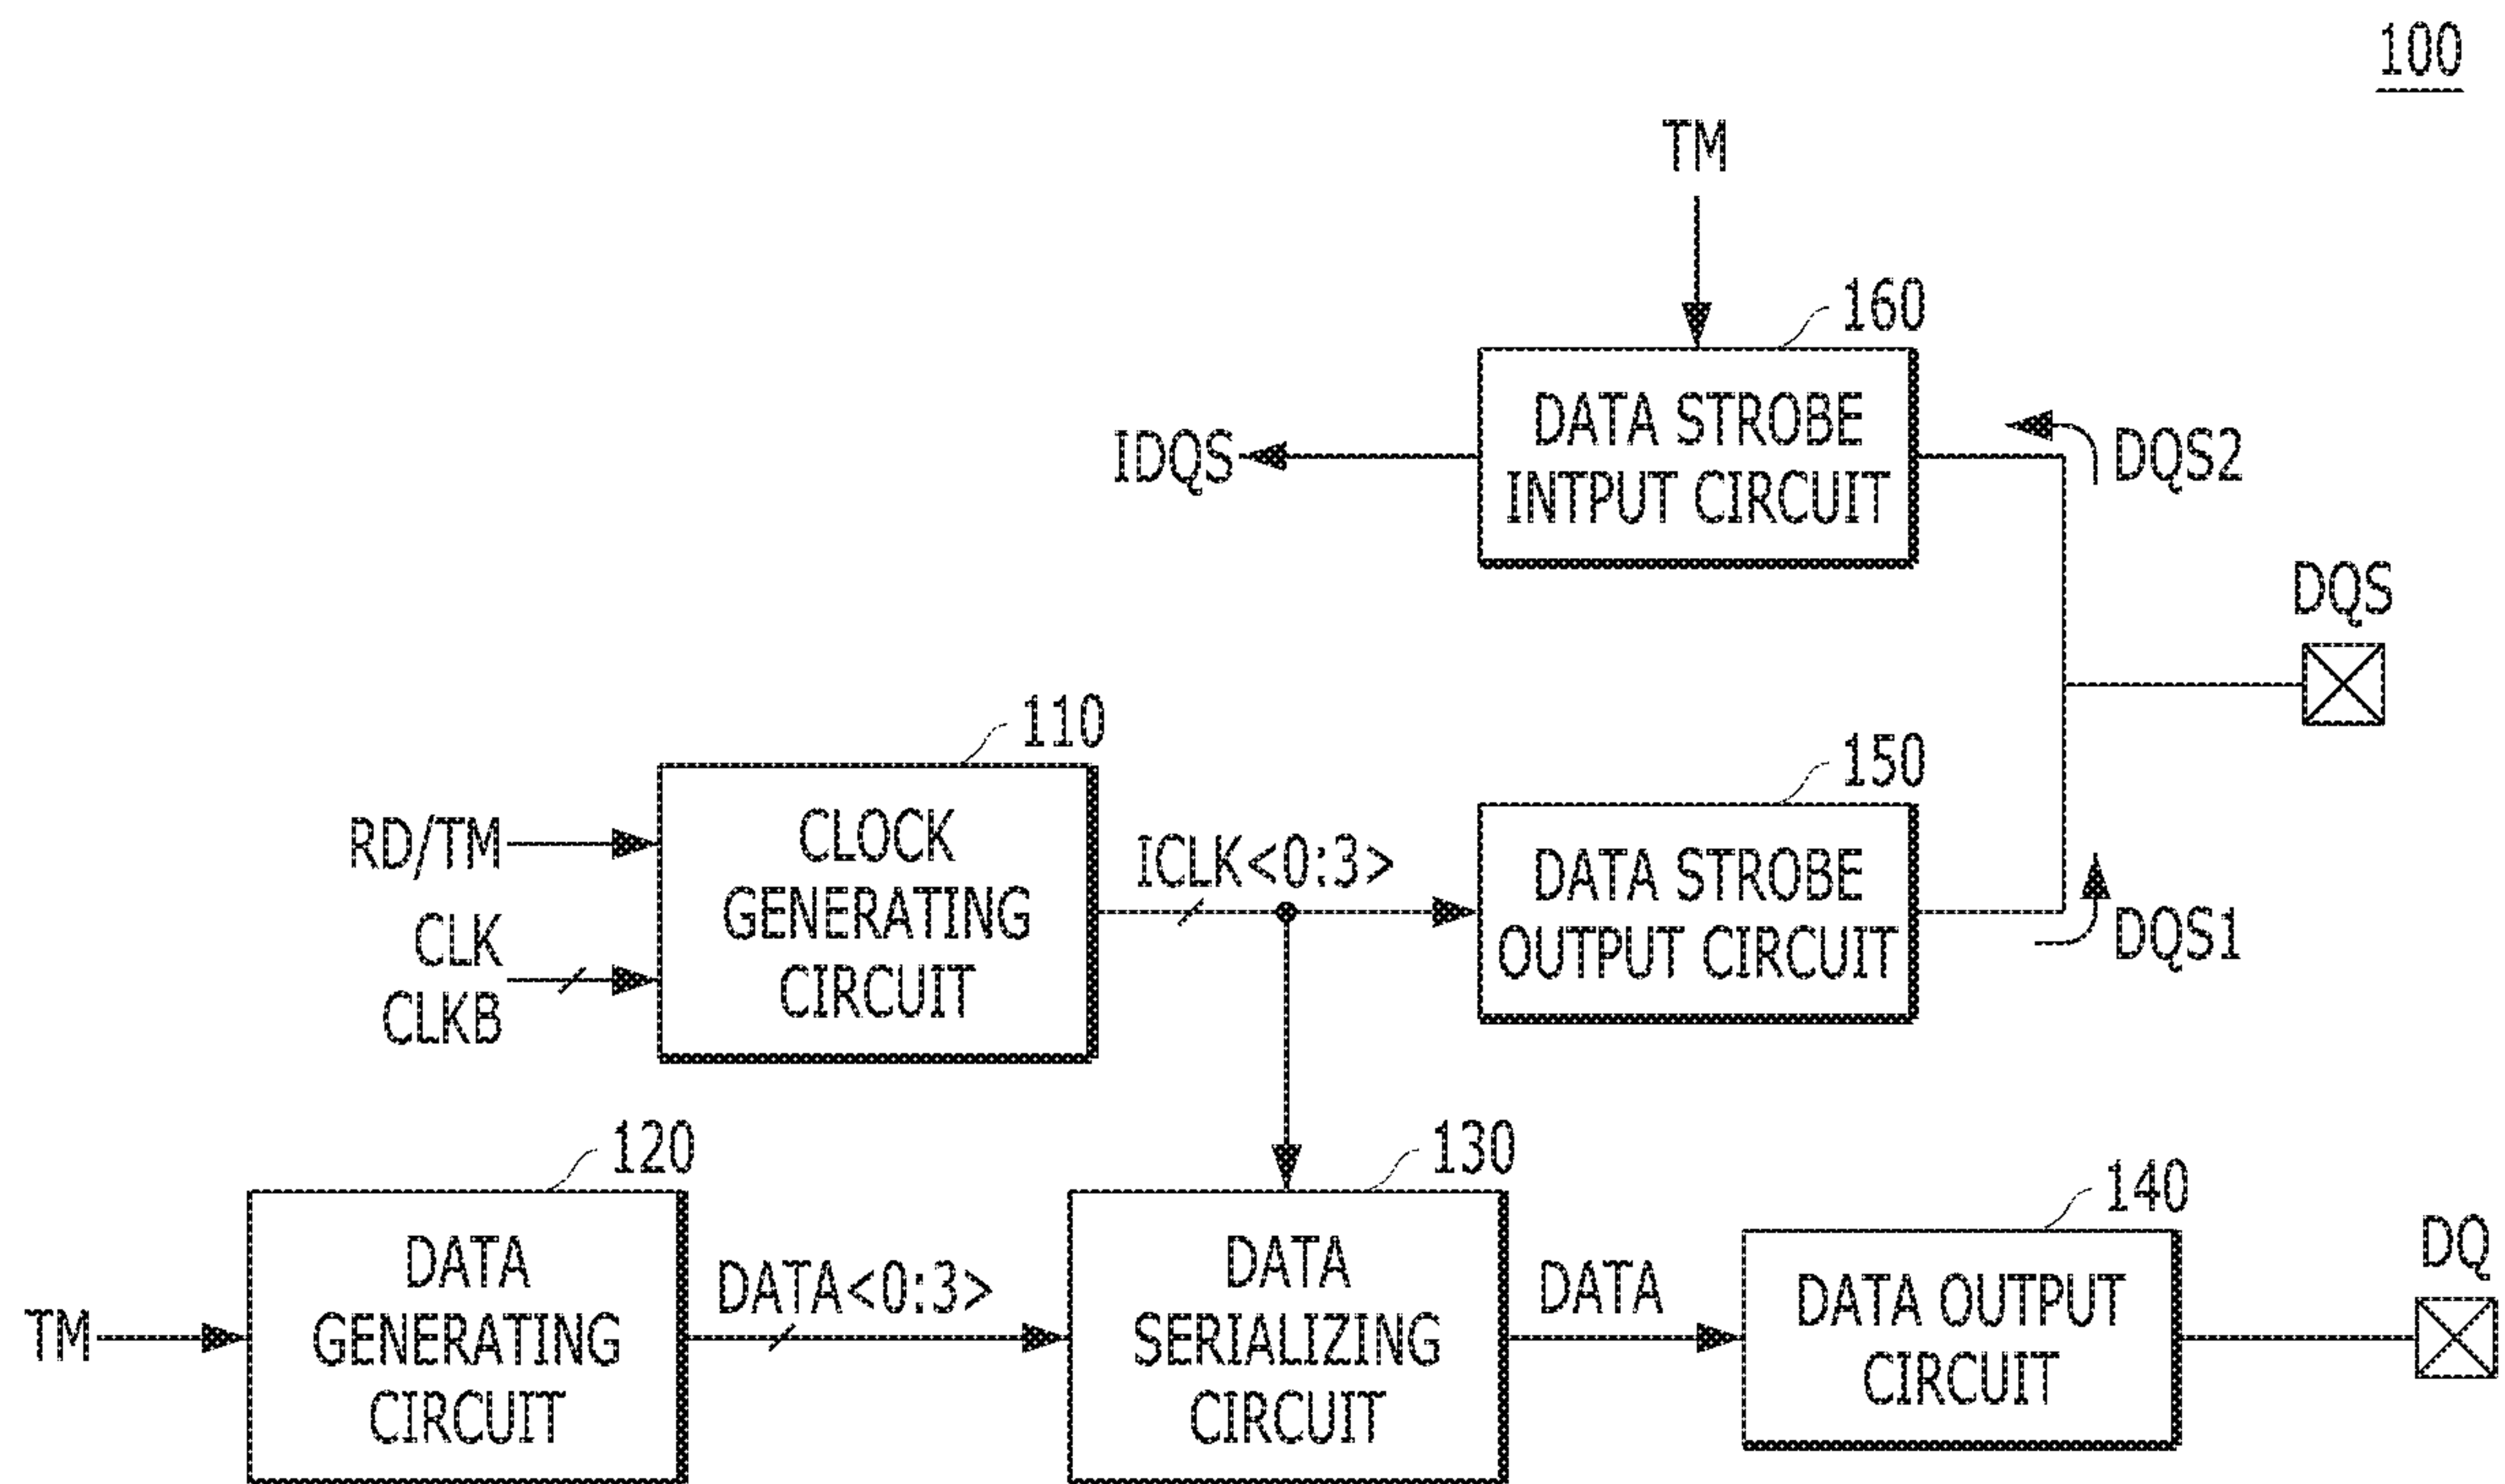 100
TM
160
DATA STROBE
INTPUT CIRCUIT
IDQS
DQS2
DQS
110
150
RD/TM
CLK
CLKB
CLOCK
GENERATING
CIRCUIT
ICLK<0:3>
DATA STROBE
OUTPUT CIRCUIT
DQS1
120
130
140
TM
DATA
GENERATING
CIRCUIT
DATA<0:3>
DATA
SERIALIZING
CIRCUIT
DATA
DATA OUTPUT
CIRCUIT
DQ